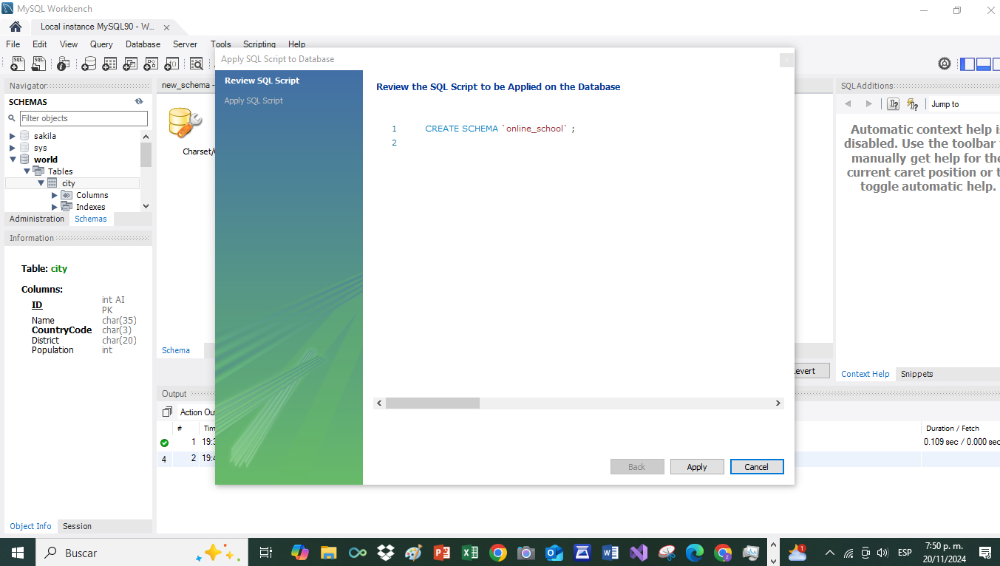 MySQL Workbench
Local instance MySQL90 - W...
File Edit View Query Database Server Tools Scripting Help
Navigator
SCHEMAS
Filter objects
sakila
sys
world
Tables
city
Columns
Indexes
Administration Schemas
Information
Table: city
Columns:
ID int AI
PK
Name char(35)
CountryCode char(3)
District char(20)
Population int
Object Info Session
new_schema -
Charset/
Schema
Apply SQL Script to Database
Review SQL Script
Apply SQL Script
Review the SQL Script to be Applied on the Database
1 CREATE SCHEMA `online_school` ;
2
Back Apply Cancel
evert
Output
Action Ou
# Tim
1 19:3
4 2 19:4
Duration / Fetch
0.109 sec / 0.000 sec
SQLAdditions
Jump to
Automatic context help is
disabled. Use the toolbar
manually get help for the
current caret position or t
toggle automatic help.
Context Help Snippets
Buscar
1
ESP
7:50 p. m.
20/11/2024